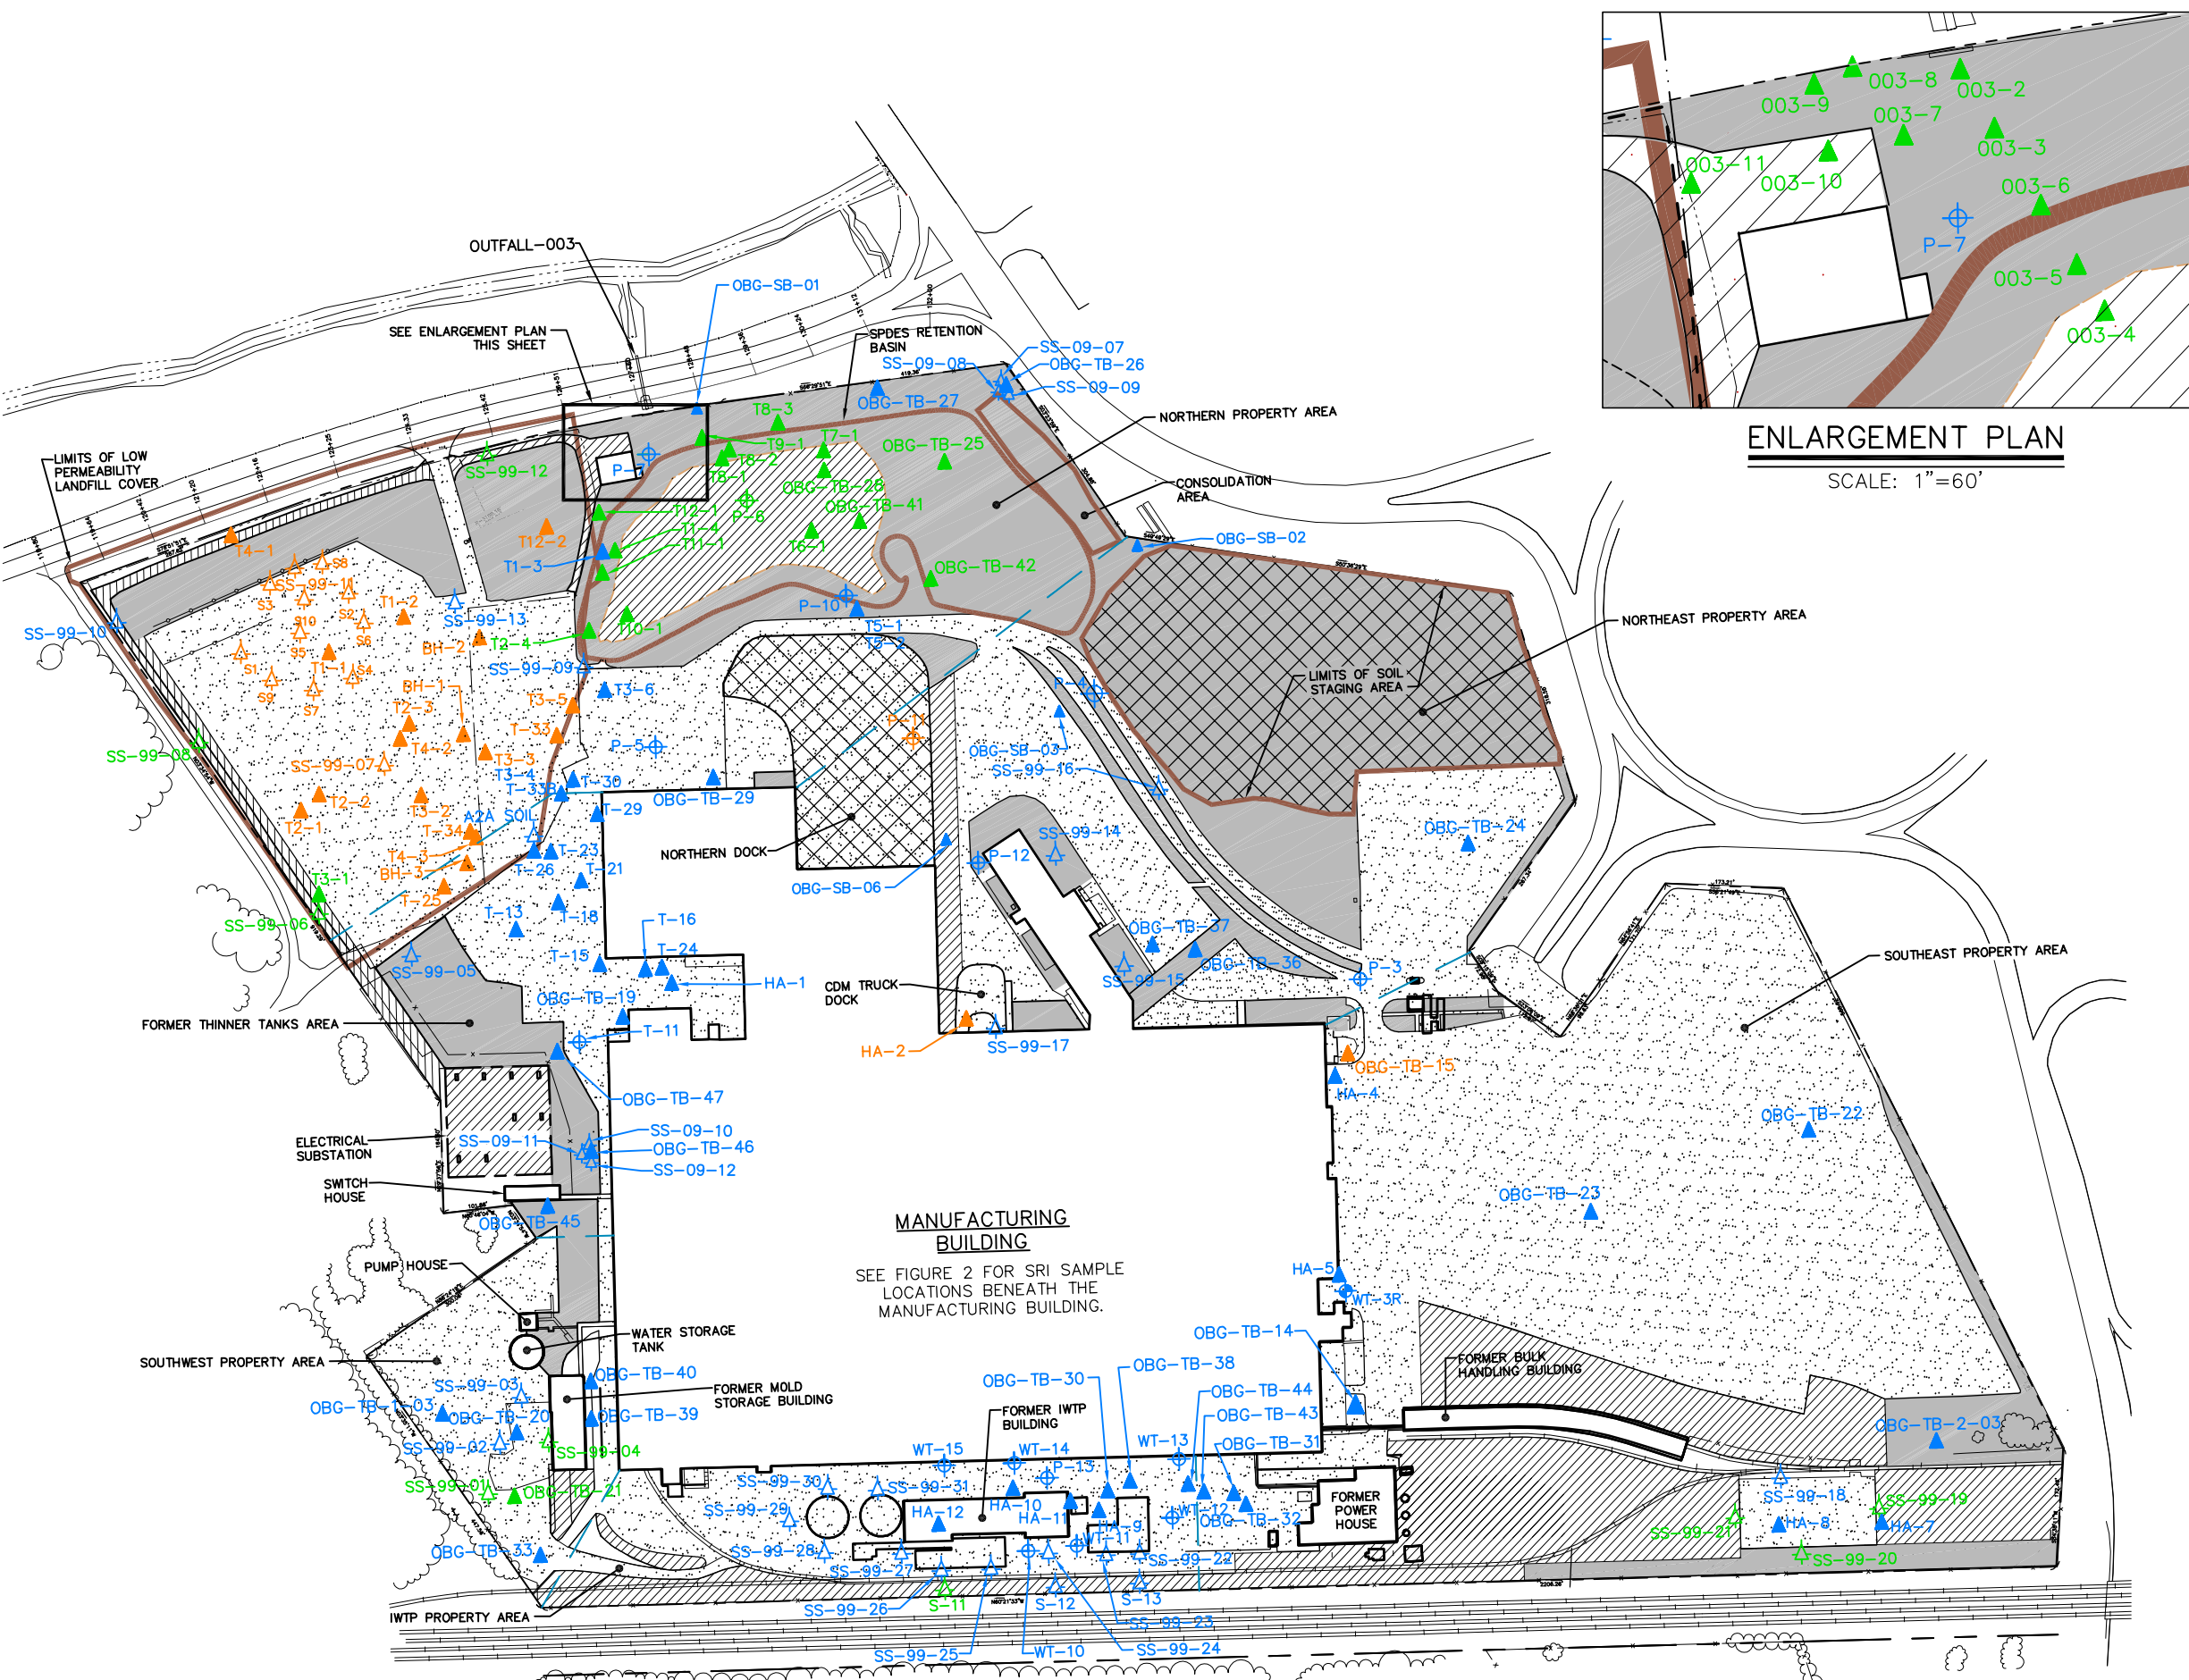 003-8
003-2
003-9
003-7
003-3
003-11
003-10
003-6
P-7
003-5
003-4
ENLARGEMENT PLAN
SCALE: 1"=60'
OUTFALL-003
OBG-SB-01
SEE ENLARGEMENT PLAN
THIS SHEET
SPDES RETENTION
BASIN
SS-09-07
SS-09-08
OBG-TB-26
SS-09-09
OBG-TB-27
NORTHERN PROPERTY AREA
LIMITS OF LOW
PERMEABILITY
LANDFILL COVER
SS-99-12
P-7
T8-3
T9-1
T7-1
T8-2
T8-1
OBG-TB-25
OBG-TB-28
P-6
OBG-TB-41
T6-1
CONSOLIDATION
AREA
T12-1
T1-4
T11-1
T1-3
T12-2
T4-1
OBG-SB-02
OBG-TB-42
P-10
T5-1
T5-2
T10-1
T2-4
S8
SS-99-11
S3
S10
S2
S6
S5
T1-2
T1-1
S4
S1
S9
S7
SS-99-10
SS-99-13
BH-2
SS-99-09
T3-6
NORTHEAST PROPERTY AREA
LIMITS OF SOIL
STAGING AREA
BH-1
T2-3
T4-2
T3-5
T-33
T3-3
P-5
P-11
P-4
OBG-SB-03
SS-99-16
SS-99-08
SS-99-07
T3-4
T-30
T-33B
OBG-TB-29
T-29
T2-2
T2-1
T3-2
A2A SOIL
T-34
T4-3
BH-3
T-25
T-23
T-26
T-21
T-18
T-13
NORTHERN DOCK
OBG-SB-06
P-12
SS-99-14
OBG-TB-24
T3-1
SS-99-06
SS-99-05
T-15
T-16
T-24
HA-1
OBG-TB-19
T-11
OBG-TB-37
OBG-TB-36
SS-99-15
P-3
SOUTHEAST PROPERTY AREA
CDM TRUCK
DOCK
HA-2
SS-99-17
OBG-TB-15
HA-4
FORMER THINNER TANKS AREA
OBG-TB-47
OBG-TB-22
ELECTRICAL
SUBSTATION
SS-09-11
SS-09-10
OBG-TB-46
SS-09-12
SWITCH
HOUSE
OBG-TB-45
OBG-TB-23
MANUFACTURING
BUILDING
SEE FIGURE 2 FOR SRI SAMPLE
LOCATIONS BENEATH THE
MANUFACTURING BUILDING.
PUMP HOUSE
HA-5
WT-3R
WATER STORAGE
TANK
SOUTHWEST PROPERTY AREA
OBG-TB-14
FORMER BULK
HANDLING BUILDING
OBG-TB-40
SS-99-03
FORMER MOLD
STORAGE BUILDING
OBG-TB-1-03
OBG-TB-20
OBG-TB-39
SS-99-02
SS-99-04
OBG-TB-38
OBG-TB-30
OBG-TB-44
OBG-TB-43
OBG-TB-31
FORMER IWTP
BUILDING
OBG-TB-2-03
WT-15
WT-14
WT-13
P-13
SS-99-01
OBG-TB-21
SS-99-30
SS-99-31
SS-99-29
HA-12
HA-10
HA-11
HA-9
WT-12
OBG-TB-32
WT-11
FORMER
POWER
HOUSE
SS-99-18
SS-99-19
SS-99-21
HA-8
HA-7
SS-99-20
OBG-TB-33
SS-99-28
SS-99-27
SS-99-22
IWTP PROPERTY AREA
SS-99-26
S-11
S-12
S-13
SS-99-23
SS-99-25
WT-10
SS-99-24